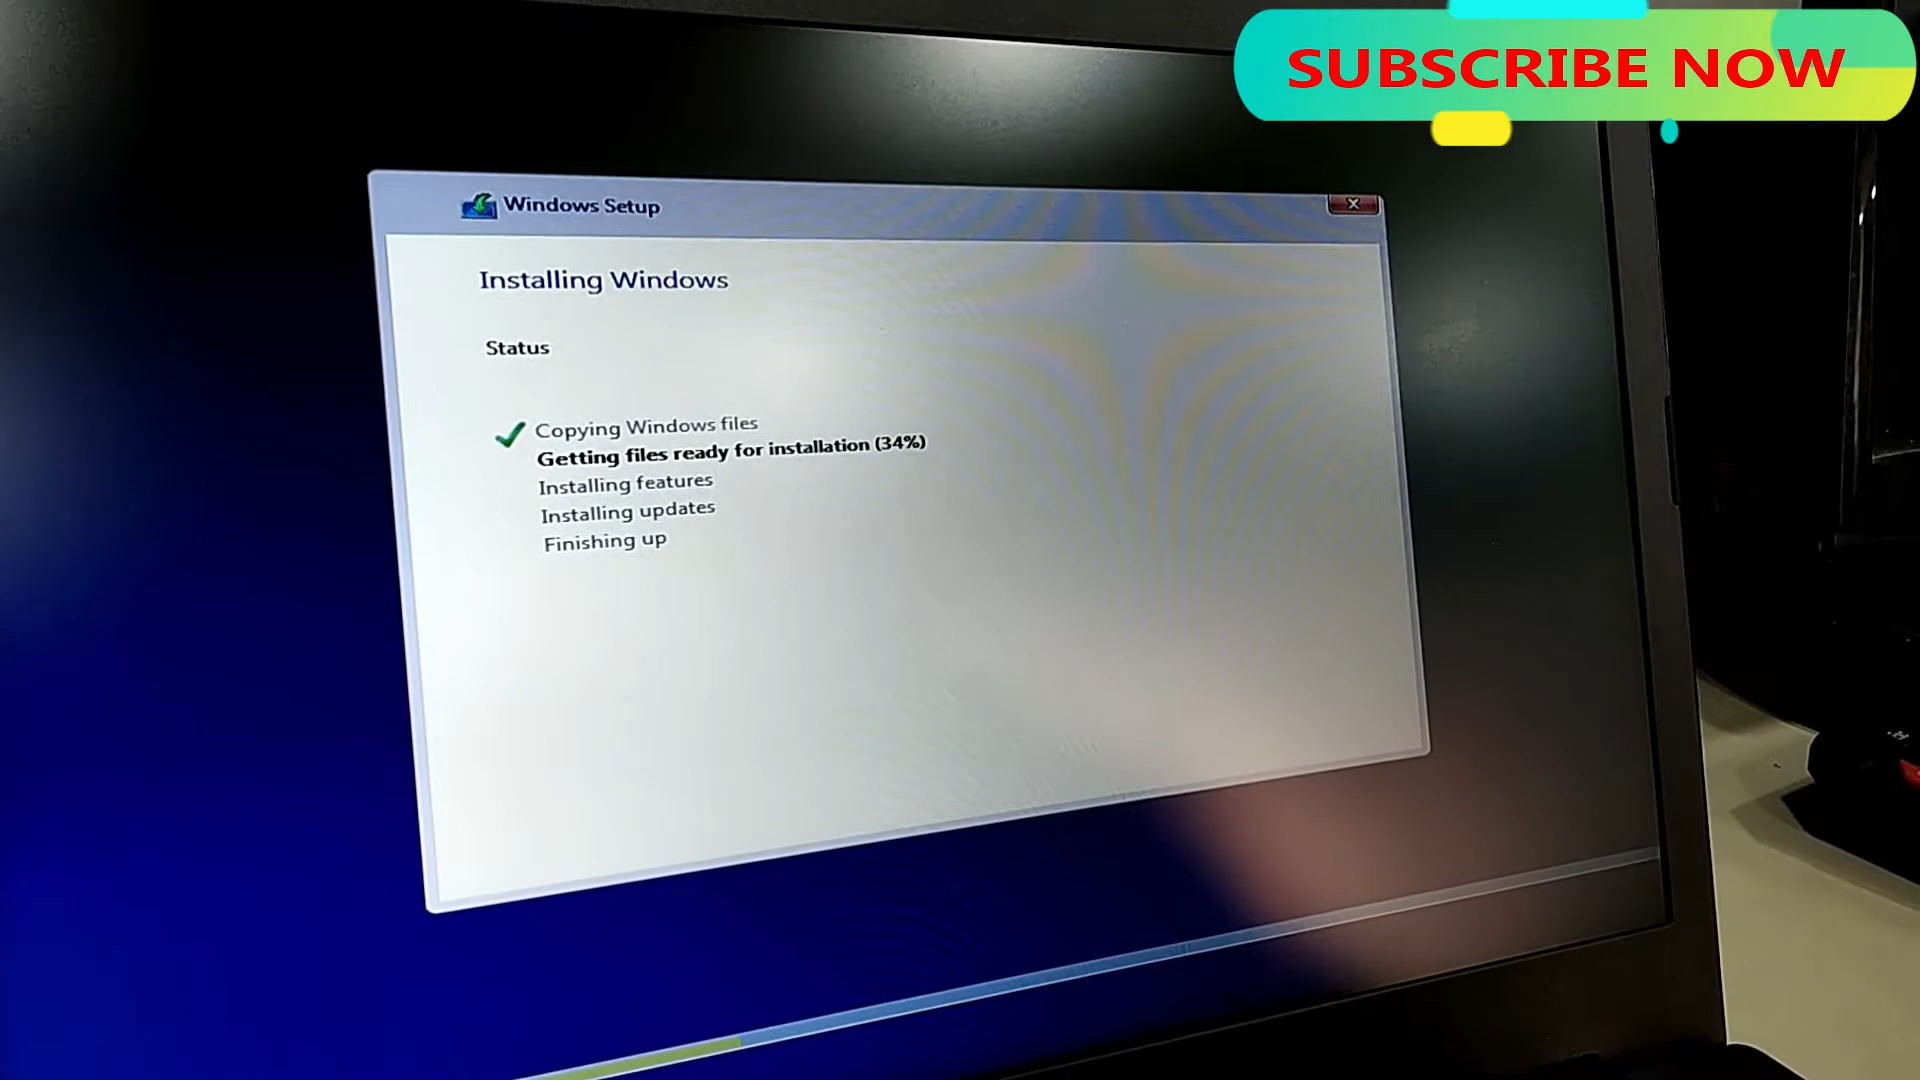 SUBSCRIBE NOW
Windows Setup
Installing Windows
Status
Copying Windows files
Getting files ready for installation (34%)
Installing features
Installing updates
Finishing up